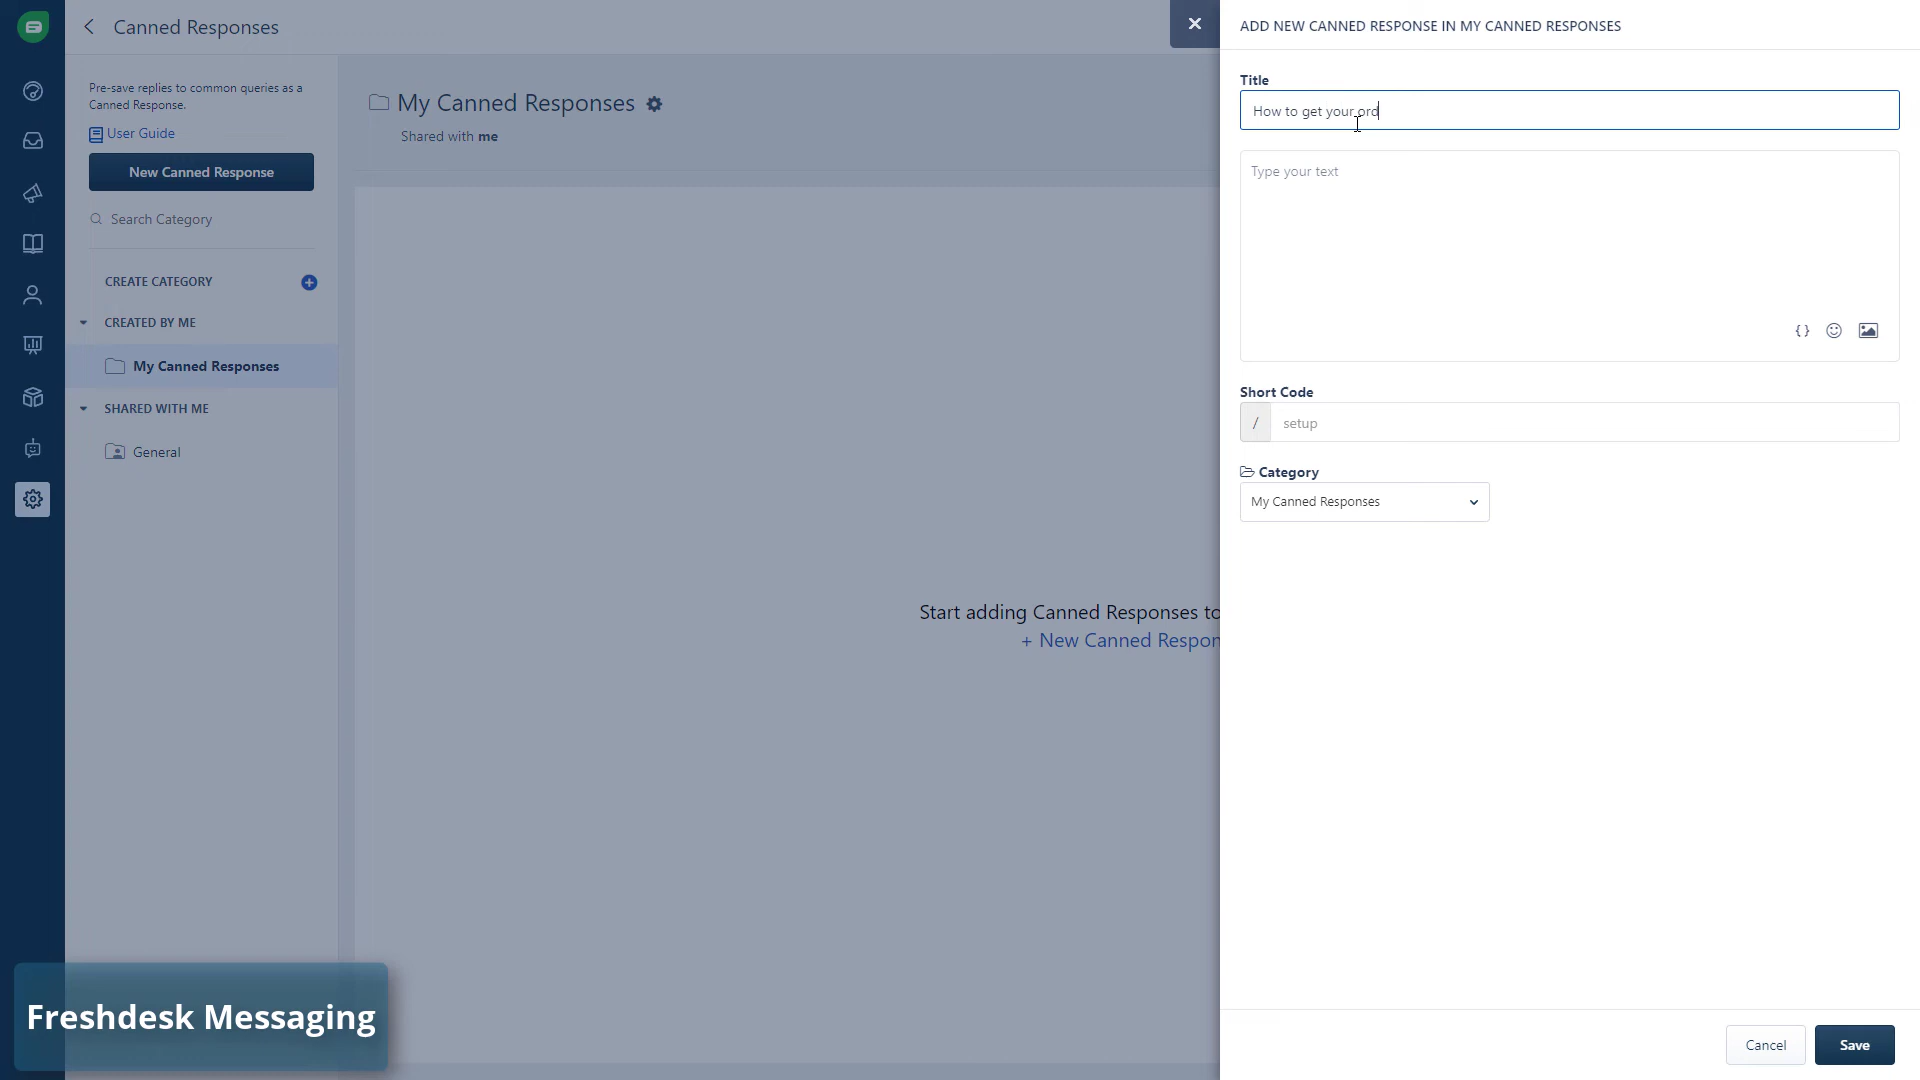 Canned Responses
Pre-save replies to common queries as a
Canned Response.
User Guide
New Canned Response
Search Category
CREATE CATEGORY
CREATED BY ME
My Canned Responses
SHARED WITH ME
General
My Canned Responses
Shared with me
Start adding Canned Responses to
+ New Canned Respon
ADD NEW CANNED RESPONSE IN MY CANNED RESPONSES
Title
How to get your ord
Type your text
{ }
Short Code
/ setup
Category
My Canned Responses
Cancel
Save
Freshdesk Messaging